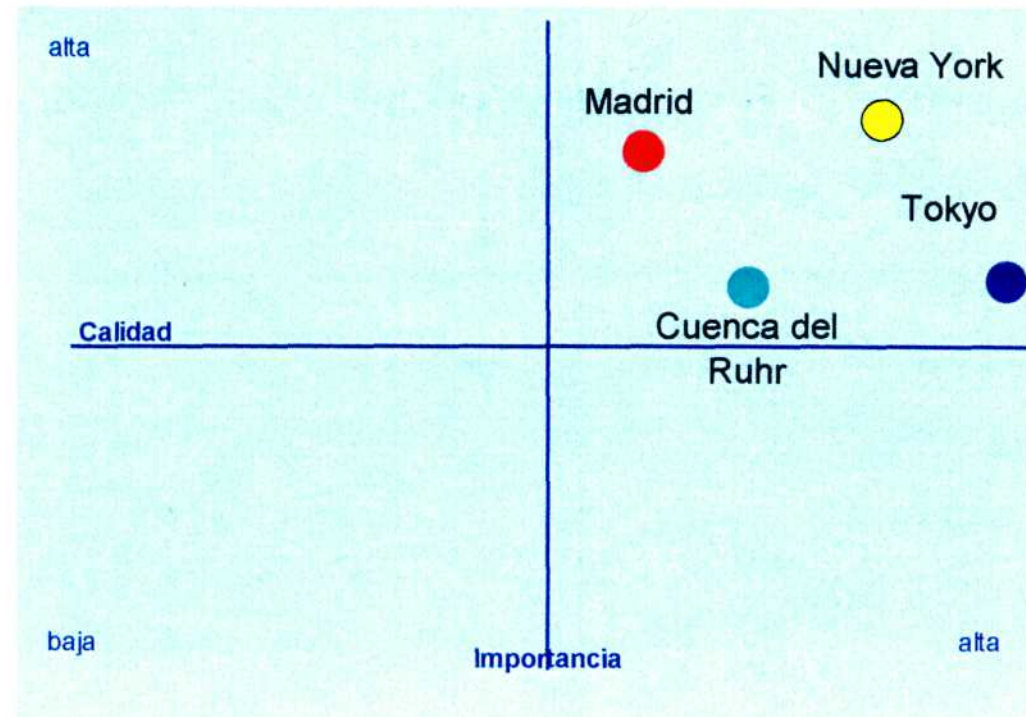 alta
Nueva York
Madrid
Tokyo
Calidad
Cuenca del
Ruhr
baja
alta
Importancia